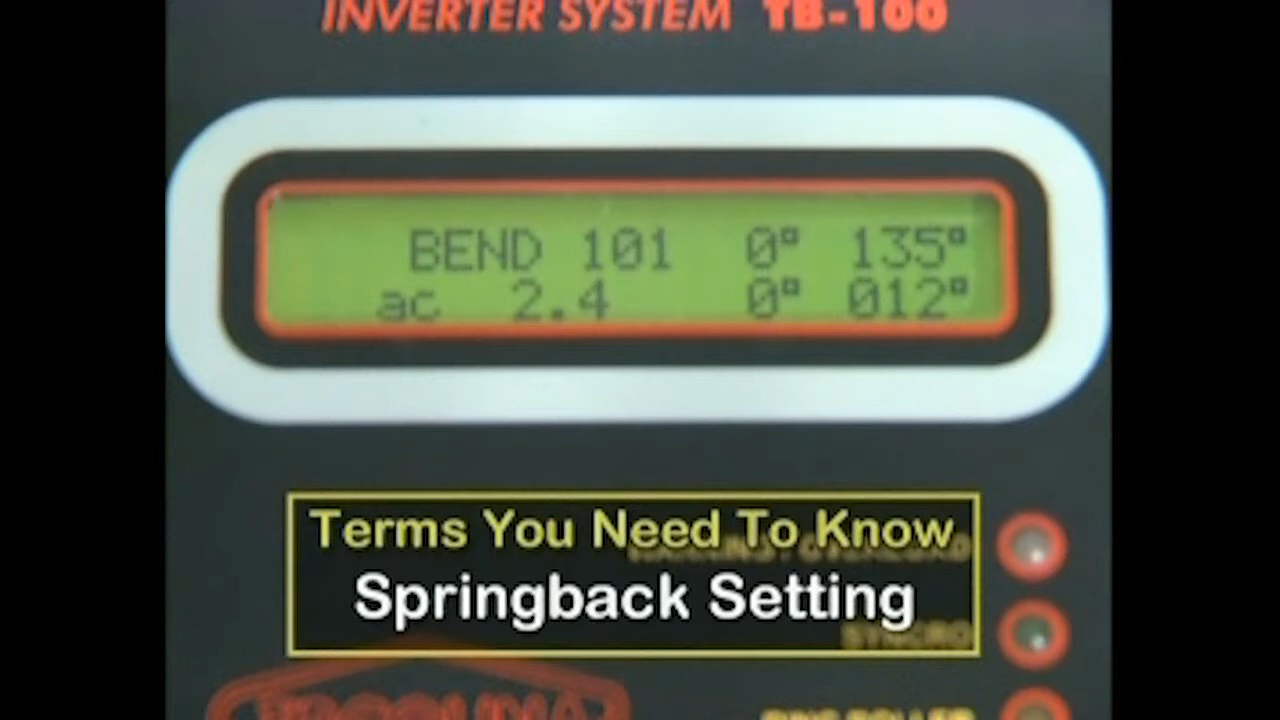 INVERTER SYSTEM TB-100
BEND 101 0° 135°
ac 2.4 0° 012°
Terms You Need To Know
Springback Setting
SYNCRO